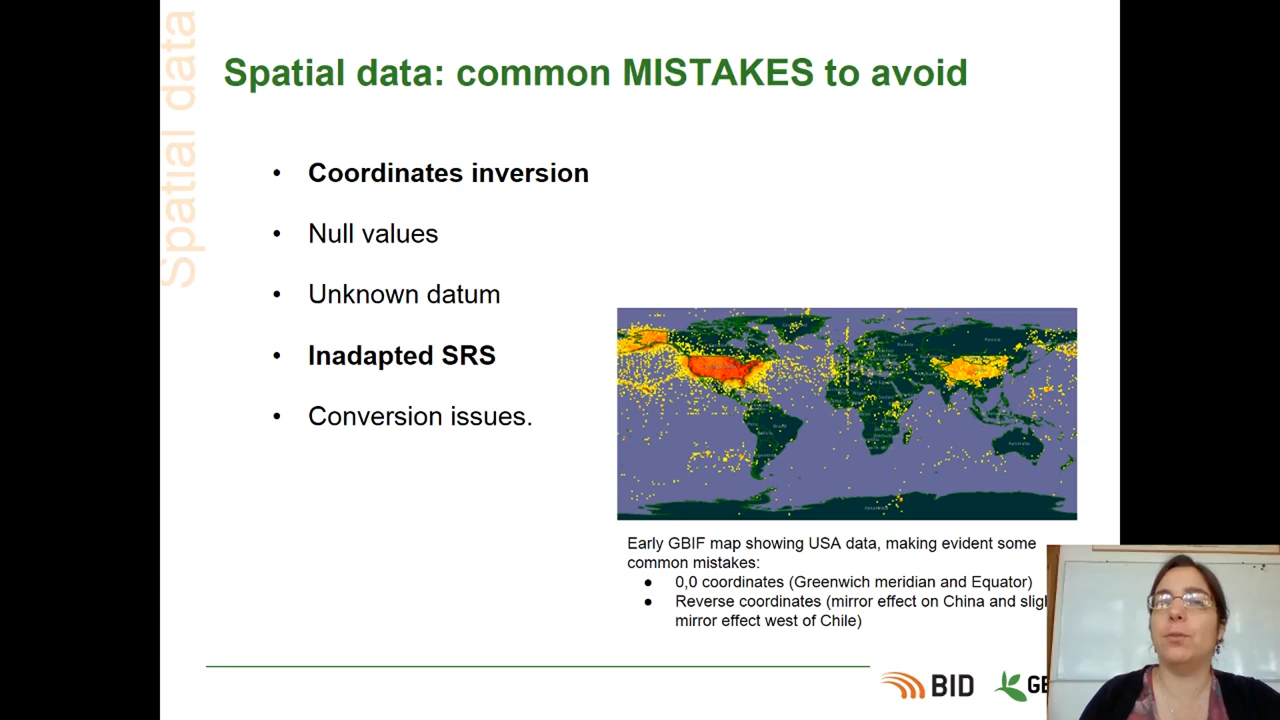 Spatial data
Spatial data: common MISTAKES to avoid
• Coordinates inversion
• Null values
• Unknown datum
• Inadapted SRS
• Conversion issues.
Early GBIF map showing USA data, making evident some
common mistakes:
● 0,0 coordinates (Greenwich meridian and Equator)
● Reverse coordinates (mirror effect on China and
mirror effect west of Chile)
BID